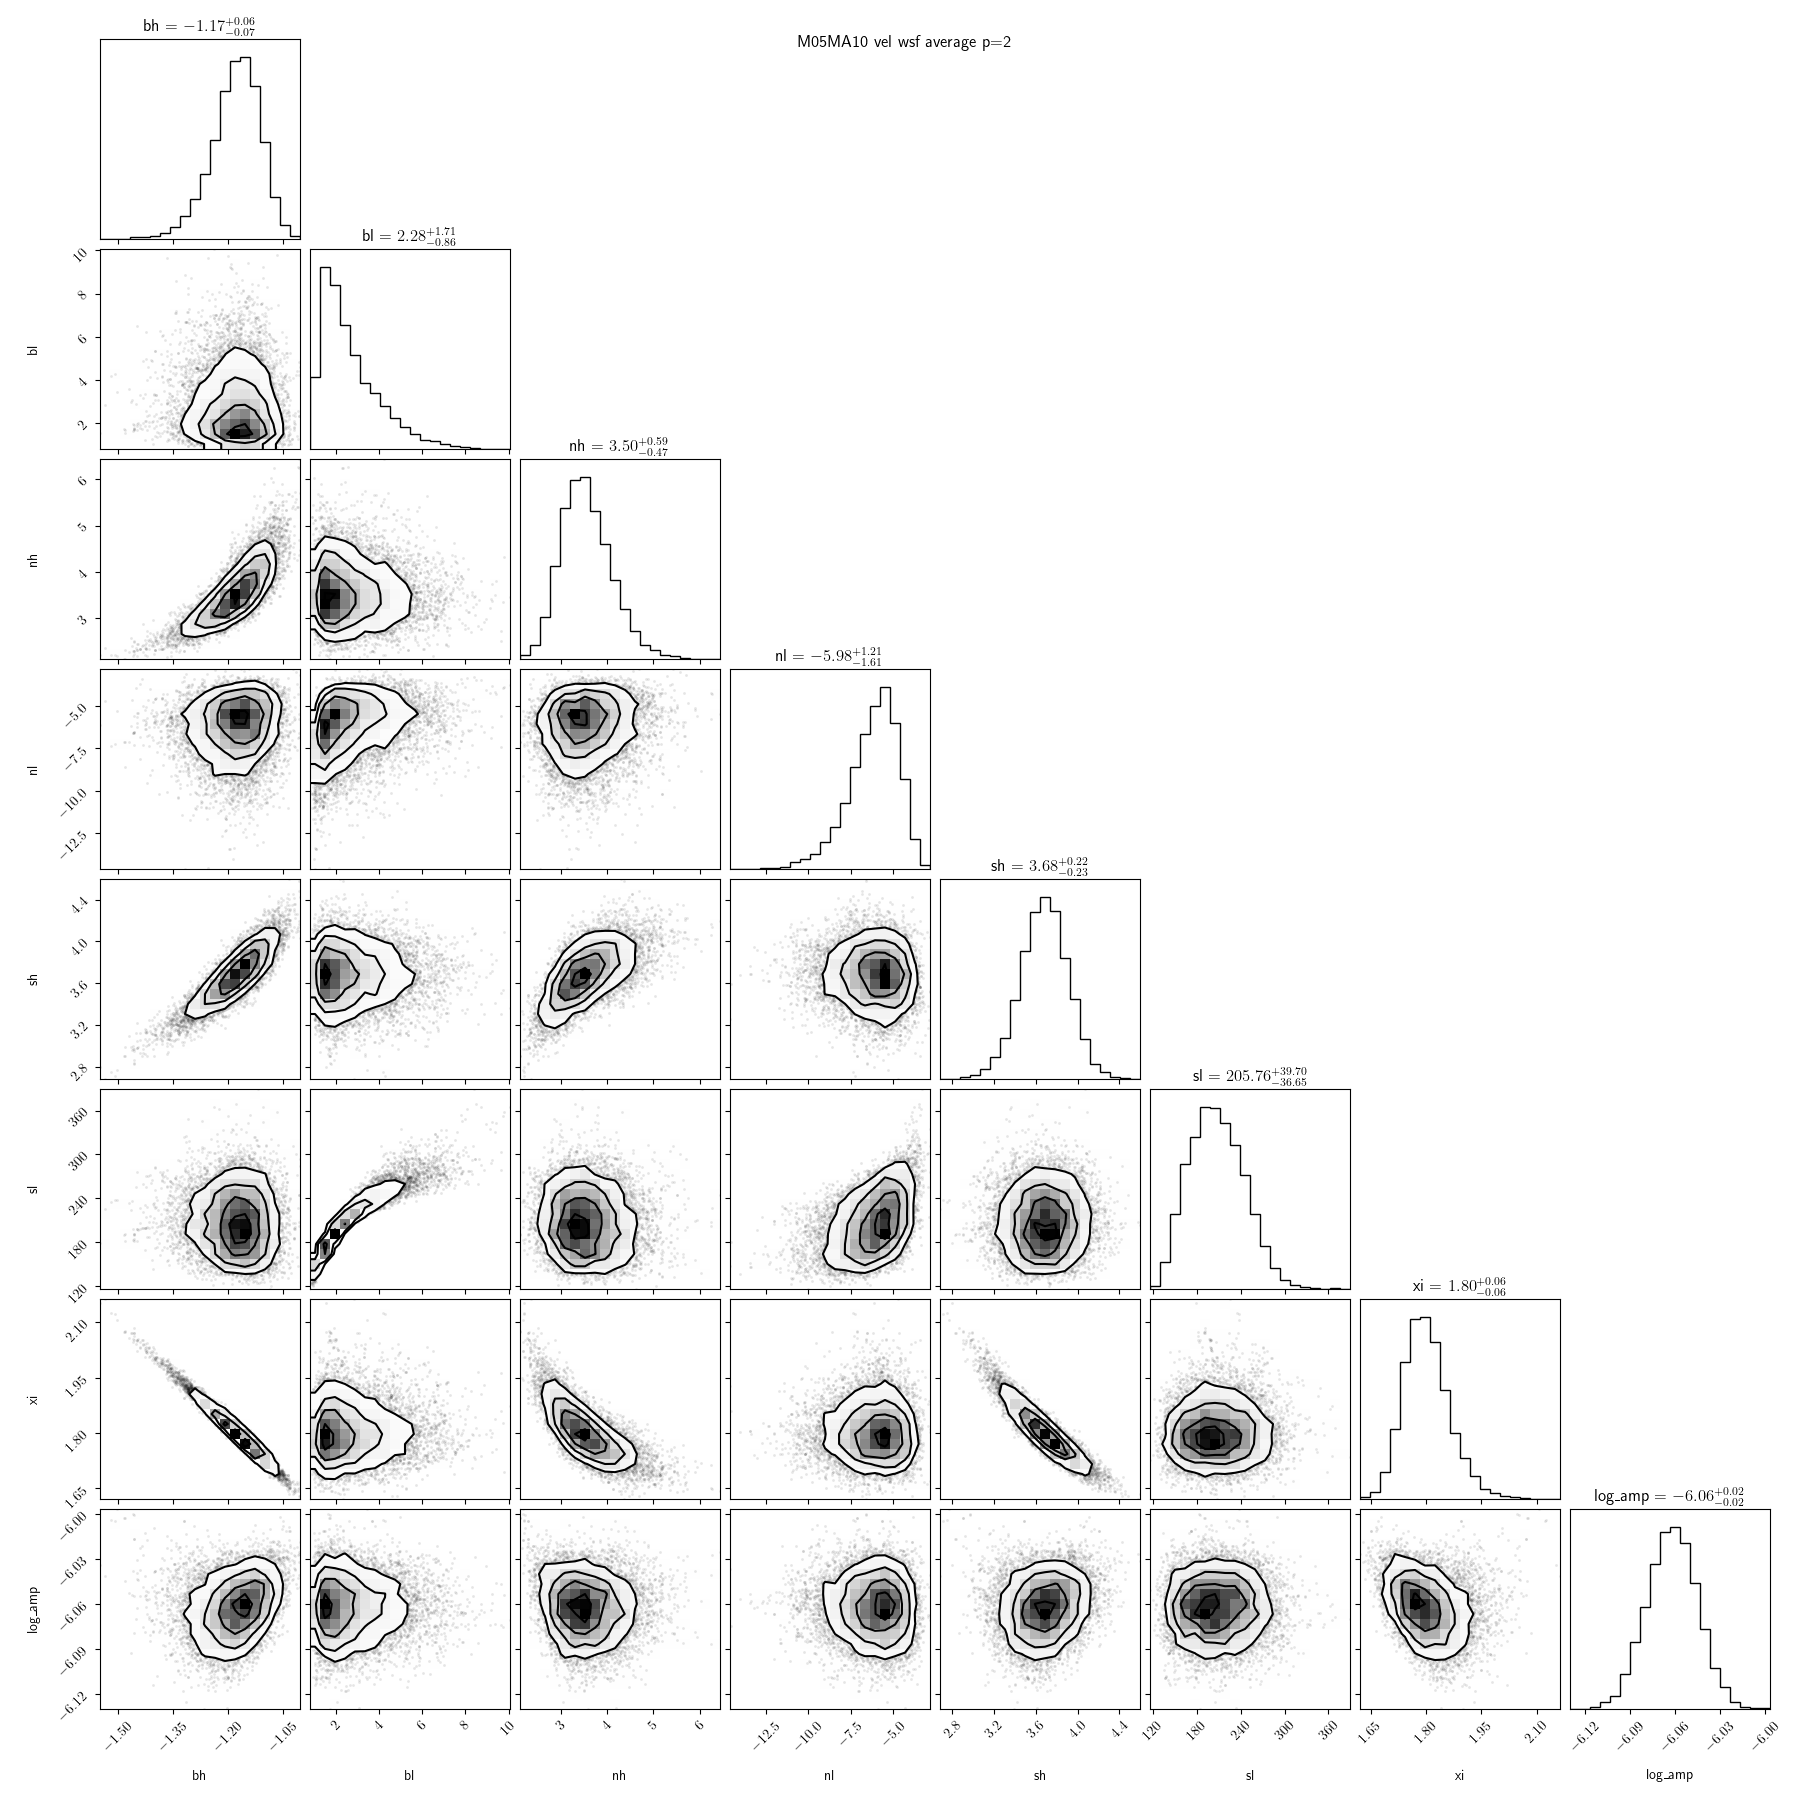 M05MA10 vel wsf average p=2
bh = −1.17 +0.06 −0.07
bl = 2.28 +1.71 −0.86
10
8
6
4
2
bl
nh = 3.50 +0.59 −0.47
6
5
4
3
nh
nl = −5.98 +1.21 −1.61
−5.0
−7.5
−10.0
−12.5
nl
sh = 3.68 +0.22 −0.23
4.4
4.0
3.6
3.2
2.8
sh
sl = 205.76 +39.70 −36.65
360
300
240
180
120
sl
xi = 1.80 +0.06 −0.06
2.10
1.95
1.80
1.65
xi
log_amp = −6.06 +0.02 −0.02
−6.00
−6.03
−6.06
−6.09
−6.12
log_amp
−1.50 −1.35 −1.20 −1.05 2 4 6 8 10 3 4 5 6 −12.5 −10.0 −7.5 −5.0 2.8 3.2 3.6 4.0 4.4 120 180 240 300 360 1.65 1.80 1.95 2.10 −6.12 −6.09 −6.06 −6.03 −6.00
bh bl nh nl sh sl xi log_amp